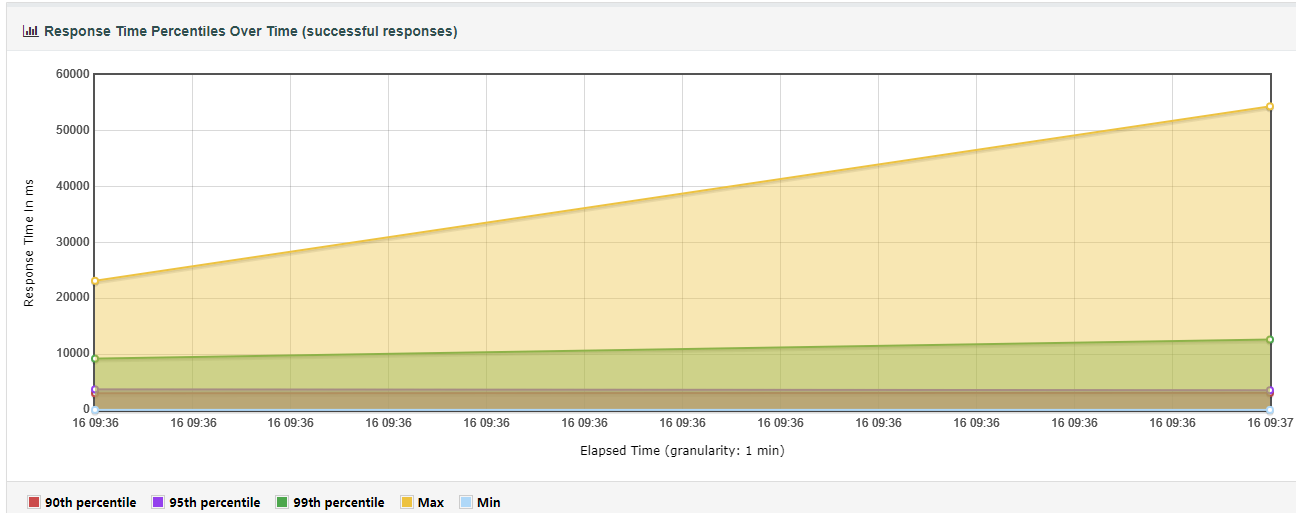 Response Time Percentiles Over Time (successful responses)
60000
50000
40000
30000
20000
10000
0
Response Time In ms
16 09:36 16 09:36 16 09:36 16 09:36 16 09:36 16 09:36 16 09:36 16 09:36 16 09:36 16 09:36 16 09:36 16 09:36 16 09:37
Elapsed Time (granularity: 1 min)
90th percentile 95th percentile 99th percentile Max Min